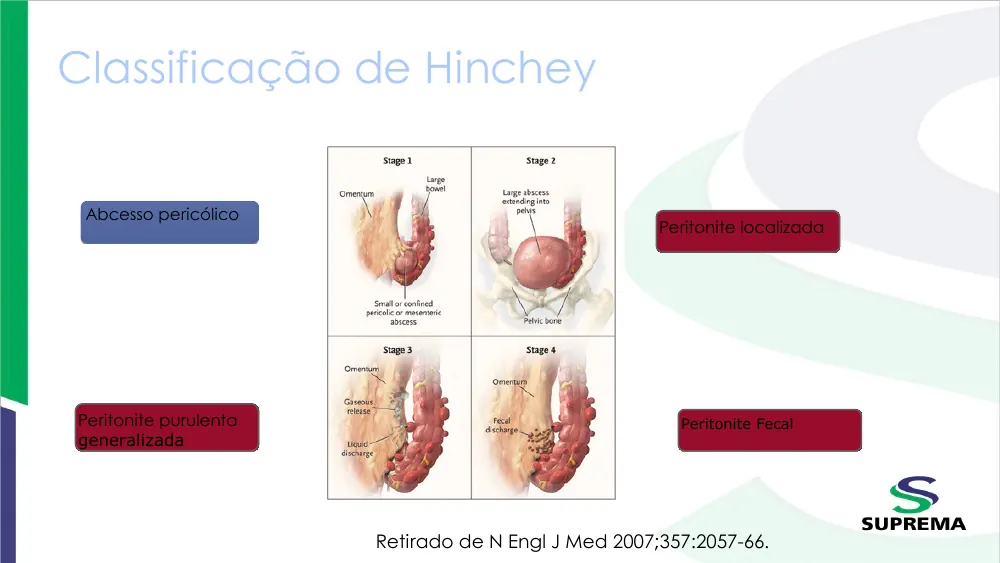 Classificação de Hinchey
Abcesso pericólico
Stage 1
Omentum
Large
bowel
Small or confined
pericolic or mesenteric
abscess
Stage 2
Large abscess
extending into
pelvis
Pelvic bone
Peritonite localizada
Peritonite purulenta
generalizada
Stage 3
Omentum
Gaseous
release
Liquid
discharge
Stage 4
Omentum
Fecal
discharge
Peritonite Fecal
SUPREMA
Retirado de N Engl J Med 2007;357:2057-66.